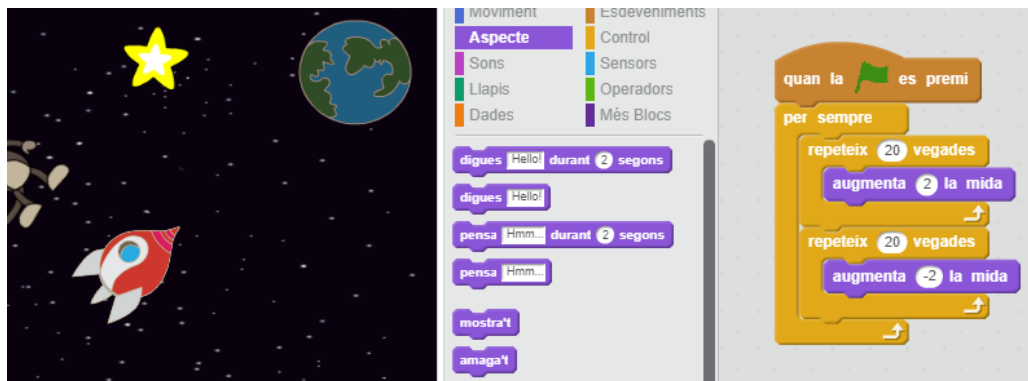 Moviment Esdeveniments
Aspecte Control
Sons Sensors
Llapis Operadors
Dades Més Blocs
digues Hello! durant 2 segons
digues Hello!
pensa Hmm... durant 2 segons
pensa Hmm...
mostra't
amaga't
quan la es premi
per sempre
repeteix 20 vegades
augmenta 2 la mida
repeteix 20 vegades
augmenta -2 la mida